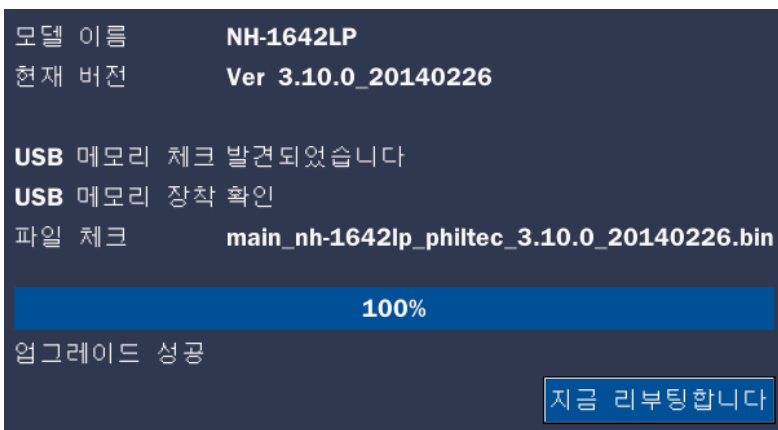 모델 이름 NH-1642LP
현재 버전 Ver 3.10.0_20140226
USB 메모리 체크 발견되었습니다
USB 메모리 장착 확인
파일 체크 main_nh-1642lp_philtec_3.10.0_20140226.bin
100%
업그레이드 성공
지금 리부팅합니다